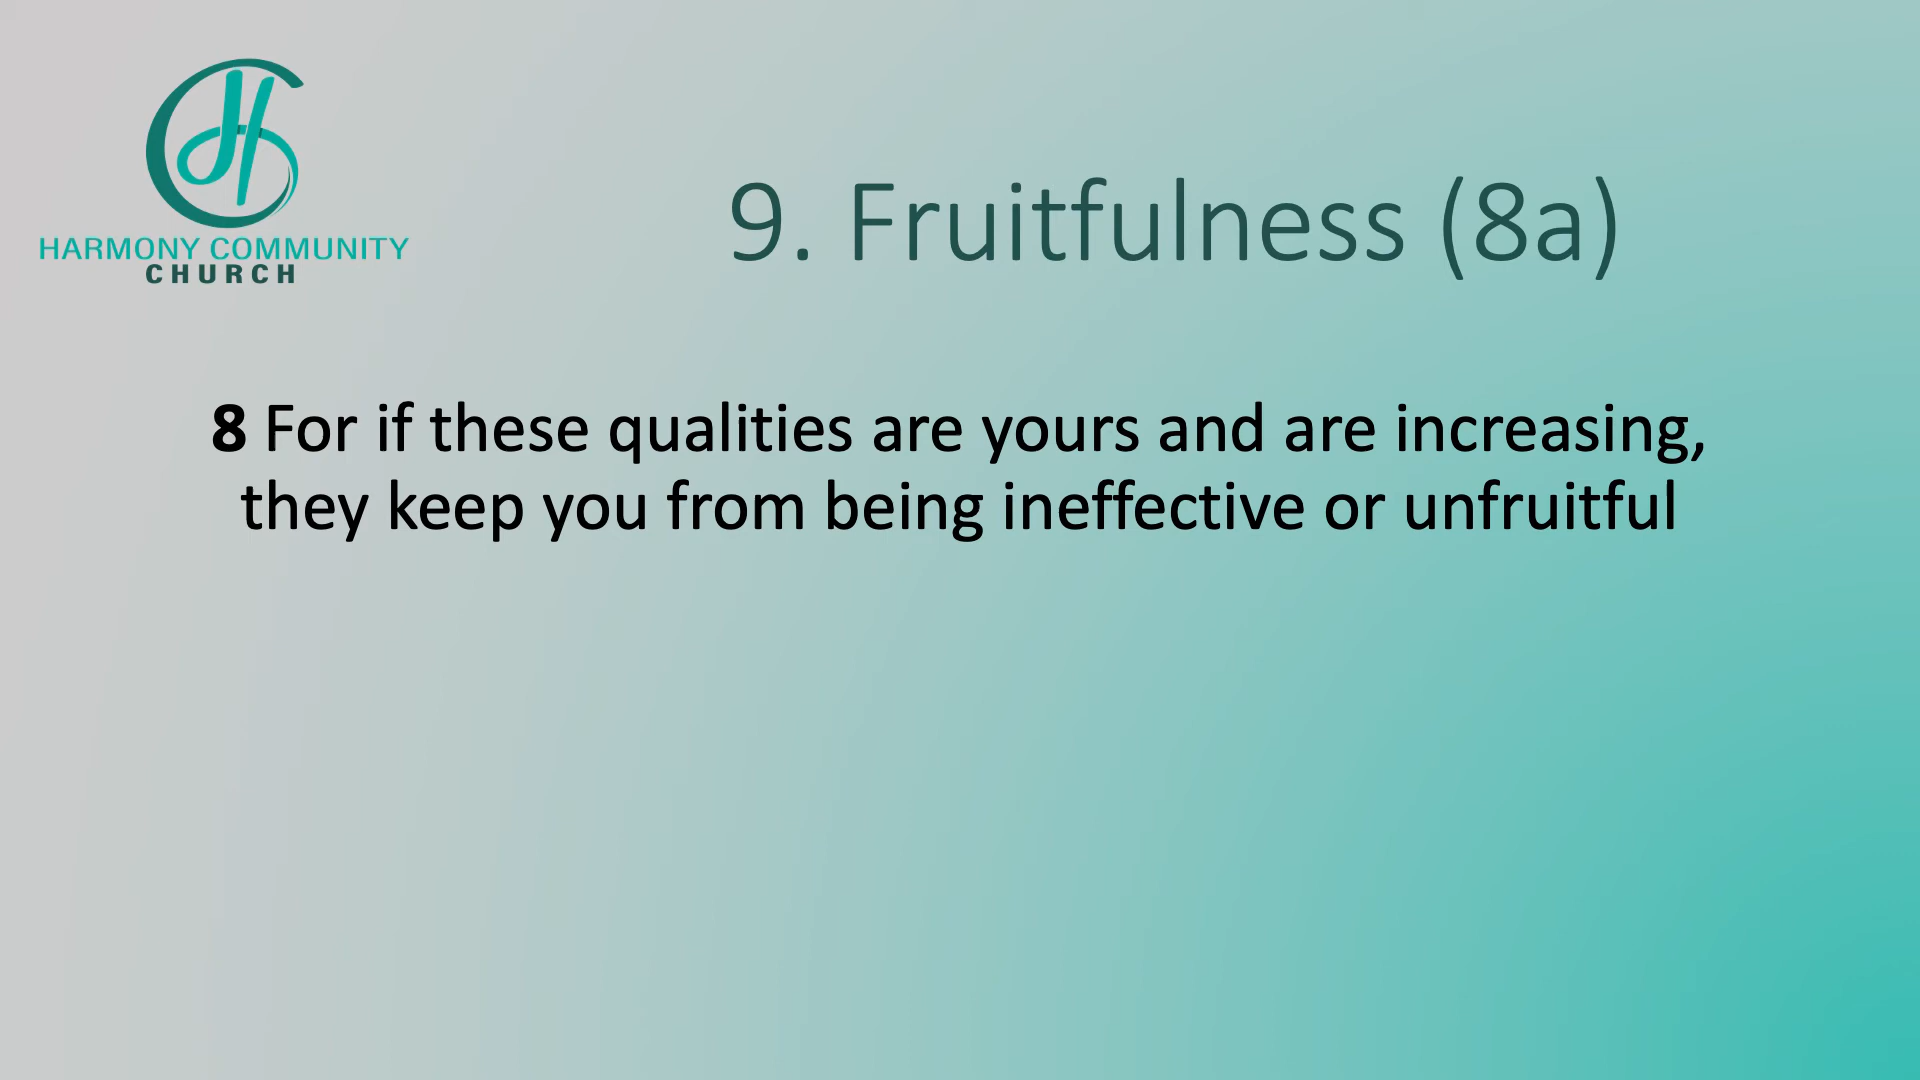 HARMONY COMMUNITY
CHURCH
9. Fruitfulness (8a)
8 For if these qualities are yours and are increasing,
they keep you from being ineffective or unfruitful